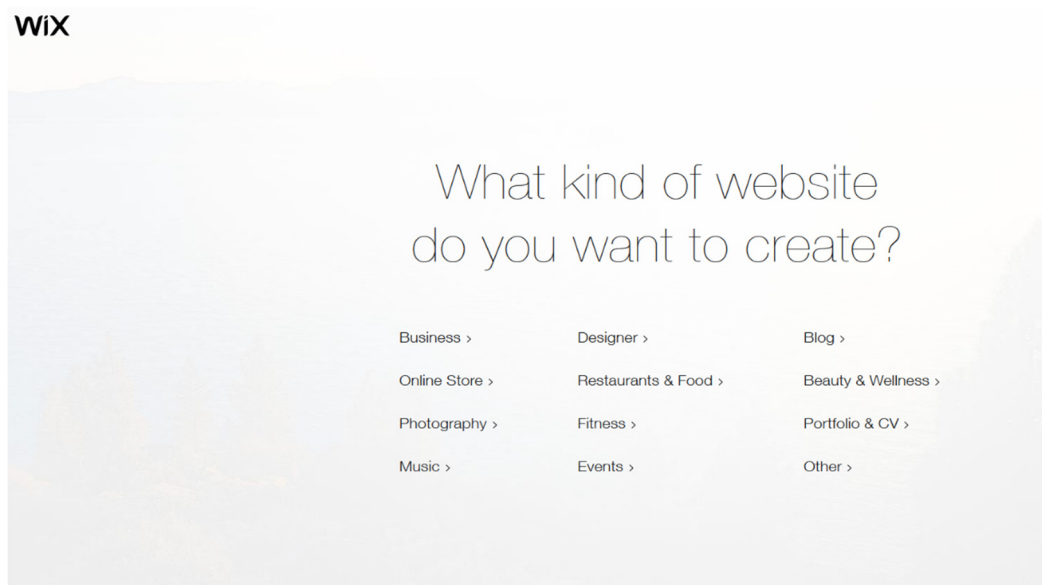 WiX
What kind of website
do you want to create?
Business >
Designer >
Blog >
Online Store >
Restaurants & Food >
Beauty & Wellness >
Photography >
Fitness >
Portfolio & CV >
Music >
Events >
Other >